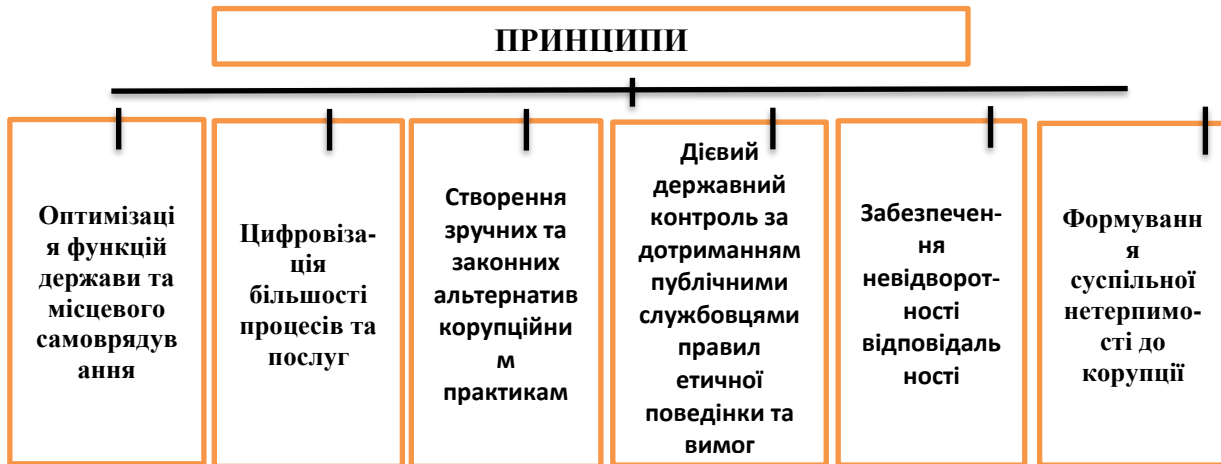 ПРИНЦИПИ
Оптимізаці
я функцій
держави та
місцевого
самоврядув
ання
Цифровіза-
ція
більшості
процесів та
послуг
Створення
зручних та
законних
альтернатив
корупційни
м
практикам
Дієвий
державний
контроль за
дотриманням
публічними
службовцями
правил
етичної
поведінки та
вимог
Забезпечен-
ня
невідворот-
ності
відповідаль
ності
Формуванн
я
суспільної
нетерпимо-
сті до
корупції